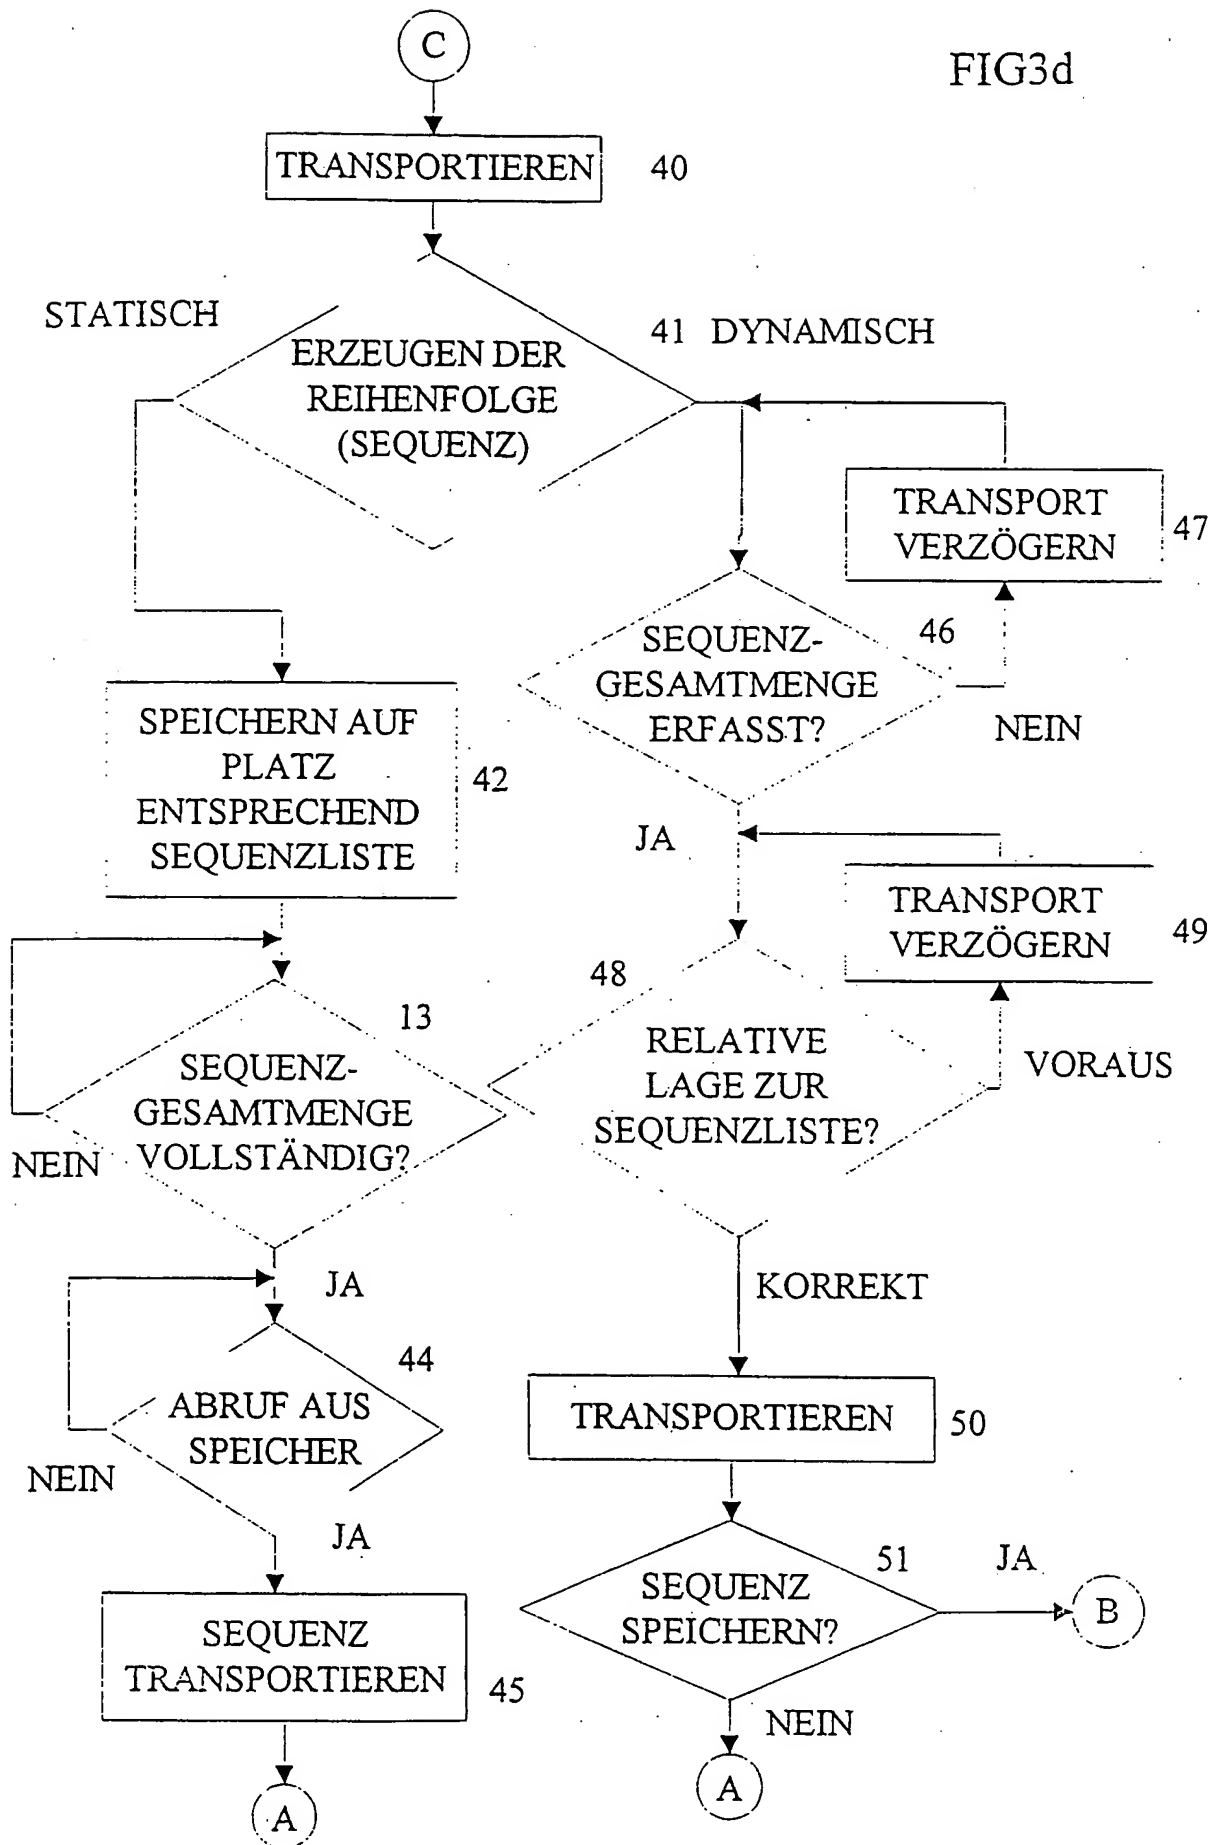 C
FIG3d
TRANSPORTIEREN
40
STATISCH
41 DYNAMISCH
ERZEUGEN DER
REIHENFOLGE
(SEQUENZ)
TRANSPORT
VERZÖGERN
47
46
SEQUENZ-
GESAMTMENGE
ERFASST?
NEIN
SPEICHERN AUF
PLATZ
ENTSPRECHEND
SEQUENZLISTE
42
JA
TRANSPORT
VERZÖGERN
49
48
13
RELATIVE
LAGE ZUR
SEQUENZLISTE?
VORAUS
SEQUENZ-
GESAMTMENGE
VOLLSTÄNDIG?
NEIN
JA
KORREKT
44
ABRUF AUS
SPEICHER
NEIN
JA
TRANSPORTIEREN
50
51
JA
SEQUENZ
SPEICHERN?
B
SEQUENZ
TRANSPORTIEREN
45
NEIN
A
A